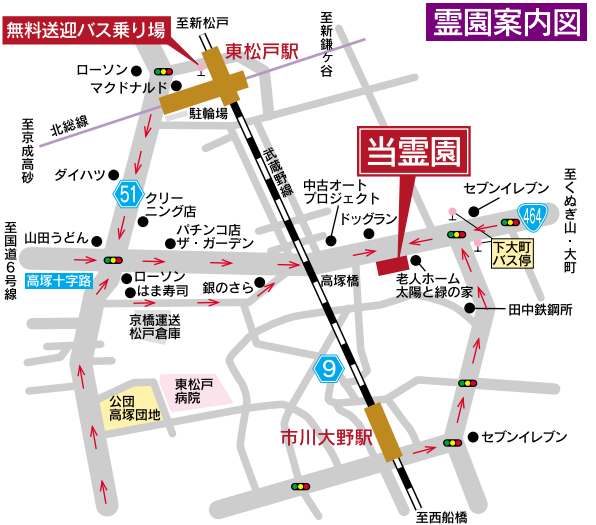 霊園案内図
無料送迎バス乗り場
至新松戸
東松戸駅
至新鎌ヶ谷
ローソン
マクドナルド
駐輪場
北総線
至京成高砂
武蔵野線
当霊園
ダイハツ
51
クリー
ニング店
中古オート
プロジェクト
ドッグラン
セブンイレブン
464
至くぬぎ山・大町
至国道6号線
山田うどん
パチンコ店
ザ・ガーデン
下大町
バス停
高塚十字路
ローソン
はま寿司
銀のさら
高塚橋
老人ホーム
太陽と緑の家
田中鉄鋼所
京橋運送
松戸倉庫
9
東松戸
病院
公団
高塚団地
市川大野駅
セブンイレブン
至西船橋